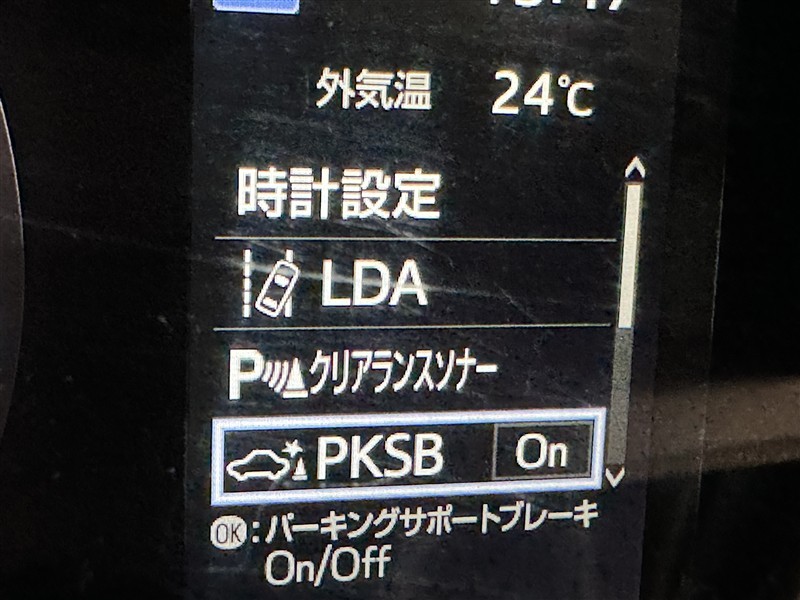 外気温 24℃
時計設定
LDA
P クリアランスソナー
PKSB On
OK:パーキングサポートブレーキ
On/Off